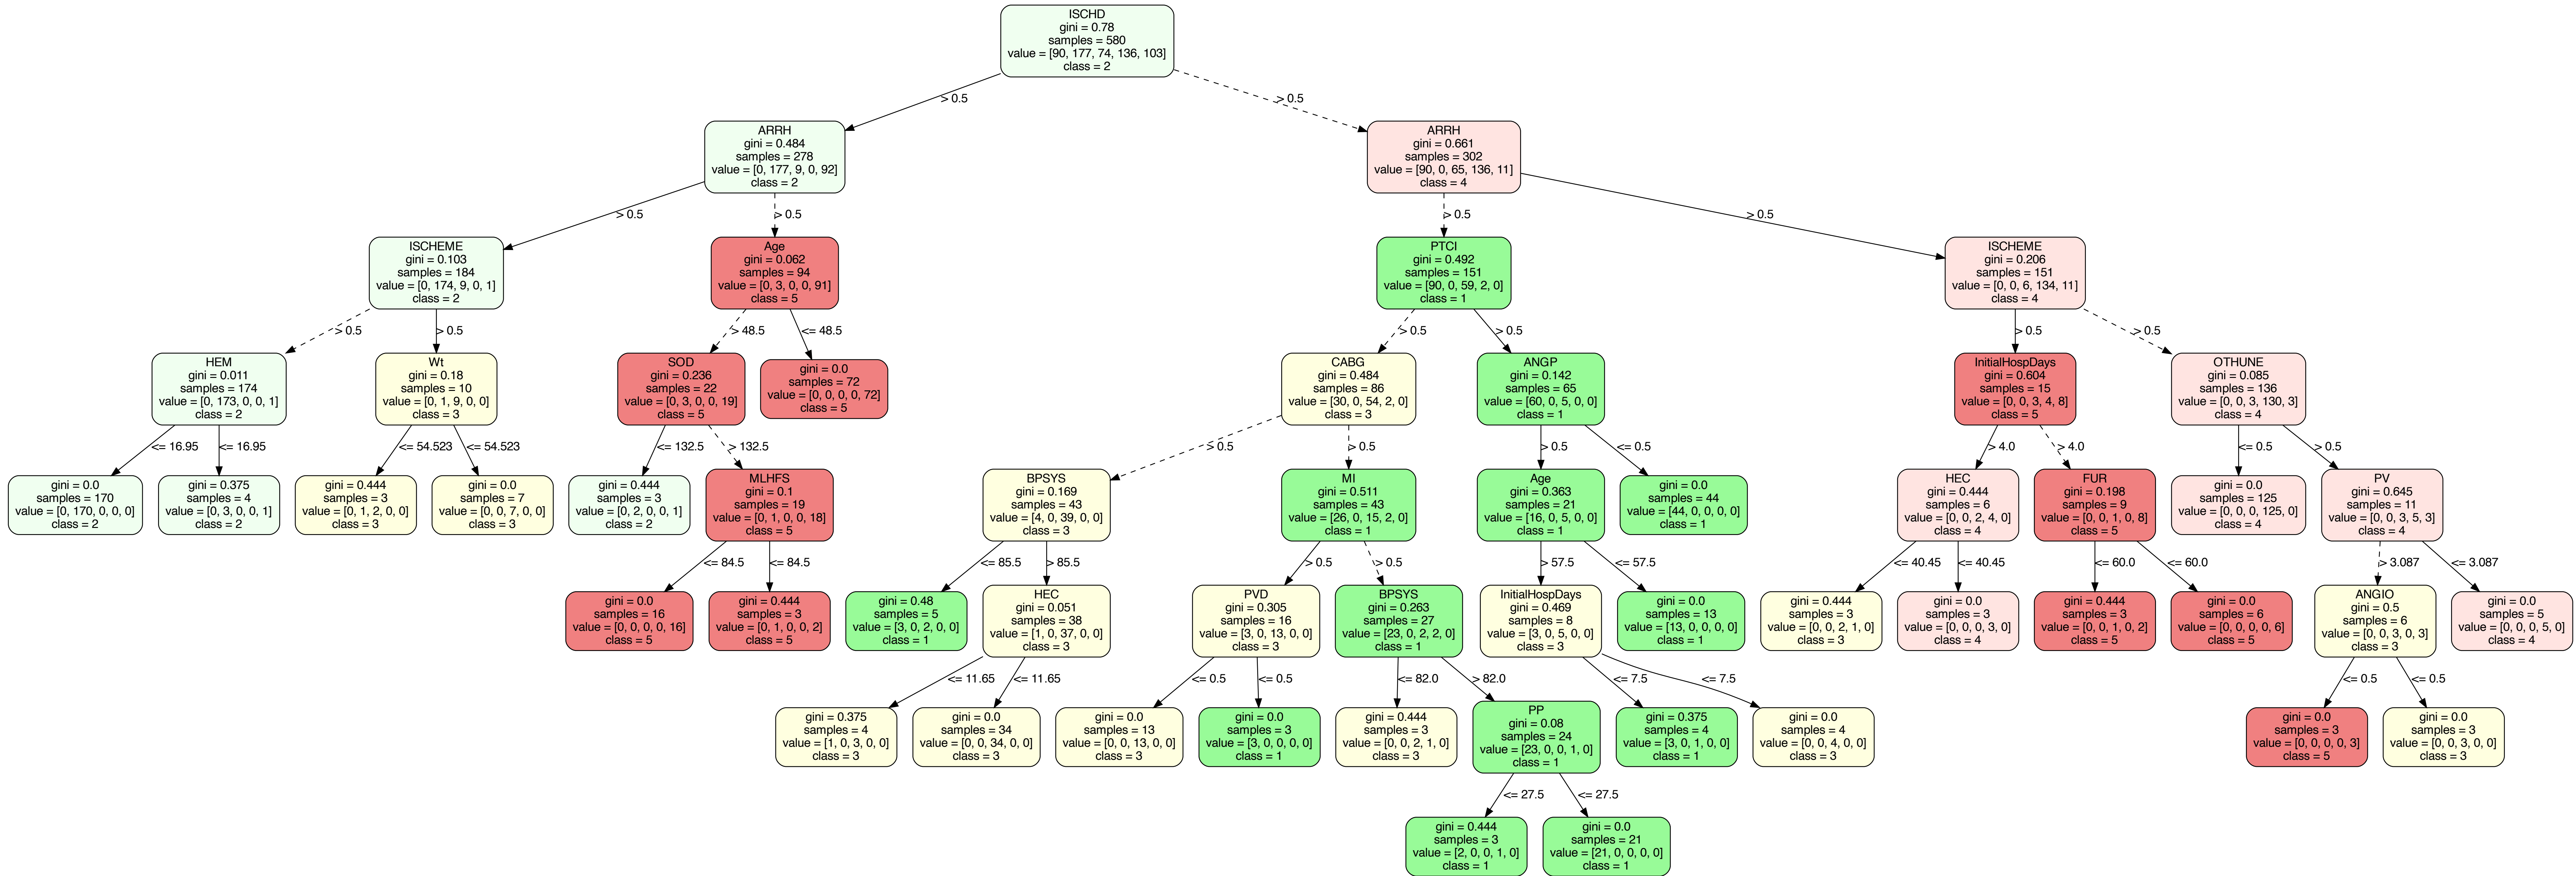 ISCHD
gini = 0.78
samples = 580
value = [90, 177, 74, 136, 103]
class = 2
> 0.5
> 0.5
ARRH
gini = 0.484
samples = 278
value = [0, 177, 9, 0, 92]
class = 2
ARRH
gini = 0.661
samples = 302
value = [90, 0, 65, 136, 11]
class = 4
> 0.5
> 0.5
> 0.5
> 0.5
ISCHEME
gini = 0.103
samples = 184
value = [0, 174, 9, 0, 1]
class = 2
Age
gini = 0.062
samples = 94
value = [0, 3, 0, 0, 91]
class = 5
PTCI
gini = 0.492
samples = 151
value = [90, 0, 59, 2, 0]
class = 1
ISCHEME
gini = 0.206
samples = 151
value = [0, 0, 6, 134, 11]
class = 4
> 0.5
> 0.5
> 48.5
<= 48.5
> 0.5
> 0.5
> 0.5
> 0.5
HEM
gini = 0.011
samples = 174
value = [0, 173, 0, 0, 1]
class = 2
Wt
gini = 0.18
samples = 10
value = [0, 1, 9, 0, 0]
class = 3
SOD
gini = 0.236
samples = 22
value = [0, 3, 0, 0, 19]
class = 5
gini = 0.0
samples = 72
value = [0, 0, 0, 0, 72]
class = 5
CABG
gini = 0.484
samples = 86
value = [30, 0, 54, 2, 0]
class = 3
ANGP
gini = 0.142
samples = 65
value = [60, 0, 5, 0, 0]
class = 1
InitialHospDays
gini = 0.604
samples = 15
value = [0, 0, 3, 4, 8]
class = 5
OTHUNE
gini = 0.085
samples = 136
value = [0, 0, 3, 130, 3]
class = 4
<= 16.95
<= 16.95
<= 54.523
<= 54.523
<= 132.5
> 132.5
> 0.5
> 0.5
> 0.5
<= 0.5
> 4.0
> 4.0
<= 0.5
> 0.5
gini = 0.0
samples = 170
value = [0, 170, 0, 0, 0]
class = 2
gini = 0.375
samples = 4
value = [0, 3, 0, 0, 1]
class = 2
gini = 0.444
samples = 3
value = [0, 1, 2, 0, 0]
class = 3
gini = 0.0
samples = 7
value = [0, 0, 7, 0, 0]
class = 3
gini = 0.444
samples = 3
value = [0, 2, 0, 0, 1]
class = 2
MLHFS
gini = 0.1
samples = 19
value = [0, 1, 0, 0, 18]
class = 5
BPSYS
gini = 0.169
samples = 43
value = [4, 0, 39, 0, 0]
class = 3
MI
gini = 0.511
samples = 43
value = [26, 0, 15, 2, 0]
class = 1
Age
gini = 0.363
samples = 21
value = [16, 0, 5, 0, 0]
class = 1
gini = 0.0
samples = 44
value = [44, 0, 0, 0, 0]
class = 1
HEC
gini = 0.444
samples = 6
value = [0, 0, 2, 4, 0]
class = 4
FUR
gini = 0.198
samples = 9
value = [0, 0, 1, 0, 8]
class = 5
gini = 0.0
samples = 125
value = [0, 0, 0, 125, 0]
class = 4
PV
gini = 0.645
samples = 11
value = [0, 0, 3, 5, 3]
class = 4
<= 84.5
<= 84.5
<= 85.5
> 85.5
> 0.5
> 0.5
> 57.5
<= 57.5
<= 40.45
<= 40.45
<= 60.0
<= 60.0
> 3.087
<= 3.087
gini = 0.0
samples = 16
value = [0, 0, 0, 0, 16]
class = 5
gini = 0.444
samples = 3
value = [0, 1, 0, 0, 2]
class = 5
gini = 0.48
samples = 5
value = [3, 0, 2, 0, 0]
class = 1
HEC
gini = 0.051
samples = 38
value = [1, 0, 37, 0, 0]
class = 3
PVD
gini = 0.305
samples = 16
value = [3, 0, 13, 0, 0]
class = 3
BPSYS
gini = 0.263
samples = 27
value = [23, 0, 2, 2, 0]
class = 1
InitialHospDays
gini = 0.469
samples = 8
value = [3, 0, 5, 0, 0]
class = 3
gini = 0.0
samples = 13
value = [13, 0, 0, 0, 0]
class = 1
gini = 0.444
samples = 3
value = [0, 0, 2, 1, 0]
class = 3
gini = 0.0
samples = 3
value = [0, 0, 0, 3, 0]
class = 4
gini = 0.444
samples = 3
value = [0, 0, 1, 0, 2]
class = 5
gini = 0.0
samples = 6
value = [0, 0, 0, 0, 6]
class = 5
ANGIO
gini = 0.5
samples = 6
value = [0, 0, 3, 0, 3]
class = 3
gini = 0.0
samples = 5
value = [0, 0, 0, 5, 0]
class = 4
<= 11.65
<= 11.65
<= 0.5
<= 0.5
<= 82.0
> 82.0
<= 7.5
<= 7.5
<= 0.5
<= 0.5
gini = 0.375
samples = 4
value = [1, 0, 3, 0, 0]
class = 3
gini = 0.0
samples = 34
value = [0, 0, 34, 0, 0]
class = 3
gini = 0.0
samples = 13
value = [0, 0, 13, 0, 0]
class = 3
gini = 0.0
samples = 3
value = [3, 0, 0, 0, 0]
class = 1
gini = 0.444
samples = 3
value = [0, 0, 2, 1, 0]
class = 3
PP
gini = 0.08
samples = 24
value = [23, 0, 0, 1, 0]
class = 1
gini = 0.375
samples = 4
value = [3, 0, 1, 0, 0]
class = 1
gini = 0.0
samples = 4
value = [0, 0, 4, 0, 0]
class = 3
gini = 0.0
samples = 3
value = [0, 0, 0, 0, 3]
class = 5
gini = 0.0
samples = 3
value = [0, 0, 3, 0, 0]
class = 3
<= 27.5
<= 27.5
gini = 0.444
samples = 3
value = [2, 0, 0, 1, 0]
class = 1
gini = 0.0
samples = 21
value = [21, 0, 0, 0, 0]
class = 1